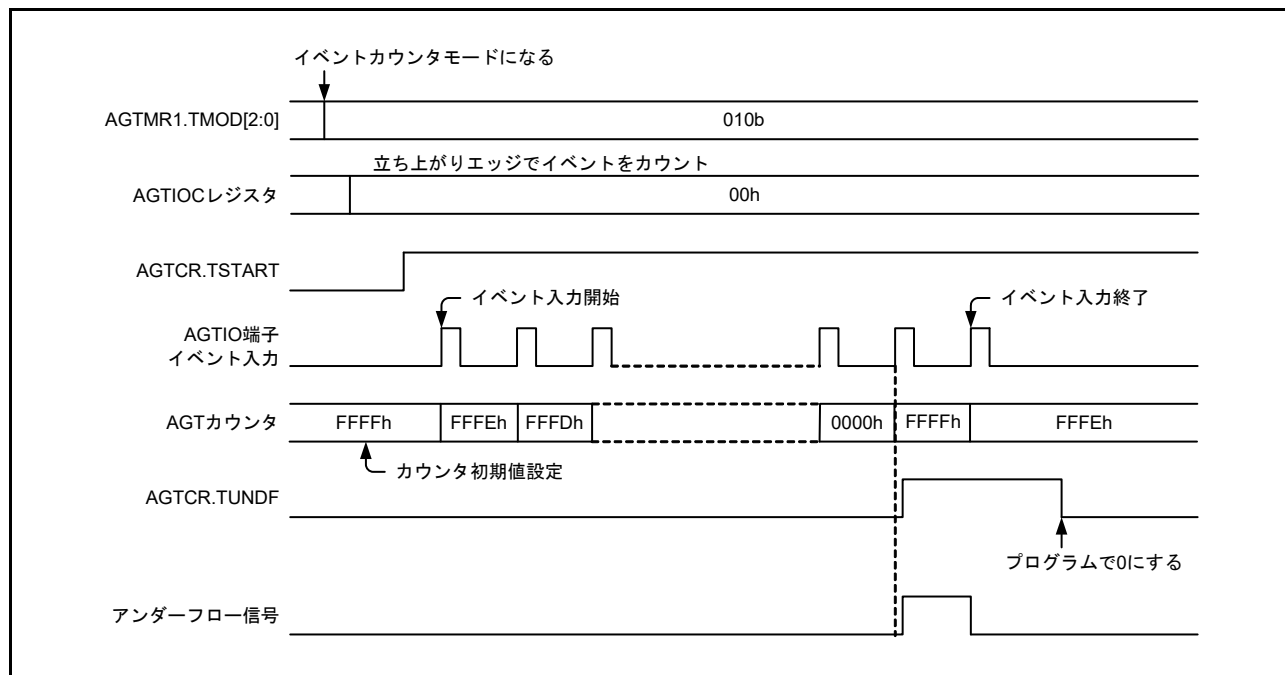 イベントカウンタモードになる
AGTMR1.TMOD[2:0]
010b
立ち上がりエッジでイベントをカウント
AGTIOCレジスタ
00h
AGTCR.TSTART
イベント入力開始
イベント入力終了
AGTIO端子
イベント入力
AGTカウンタ
FFFFh
FFFEh
FFFDh
0000h
FFFFh
FFFEh
カウンタ初期値設定
AGTCR.TUNDF
プログラムで0にする
アンダーフロー信号